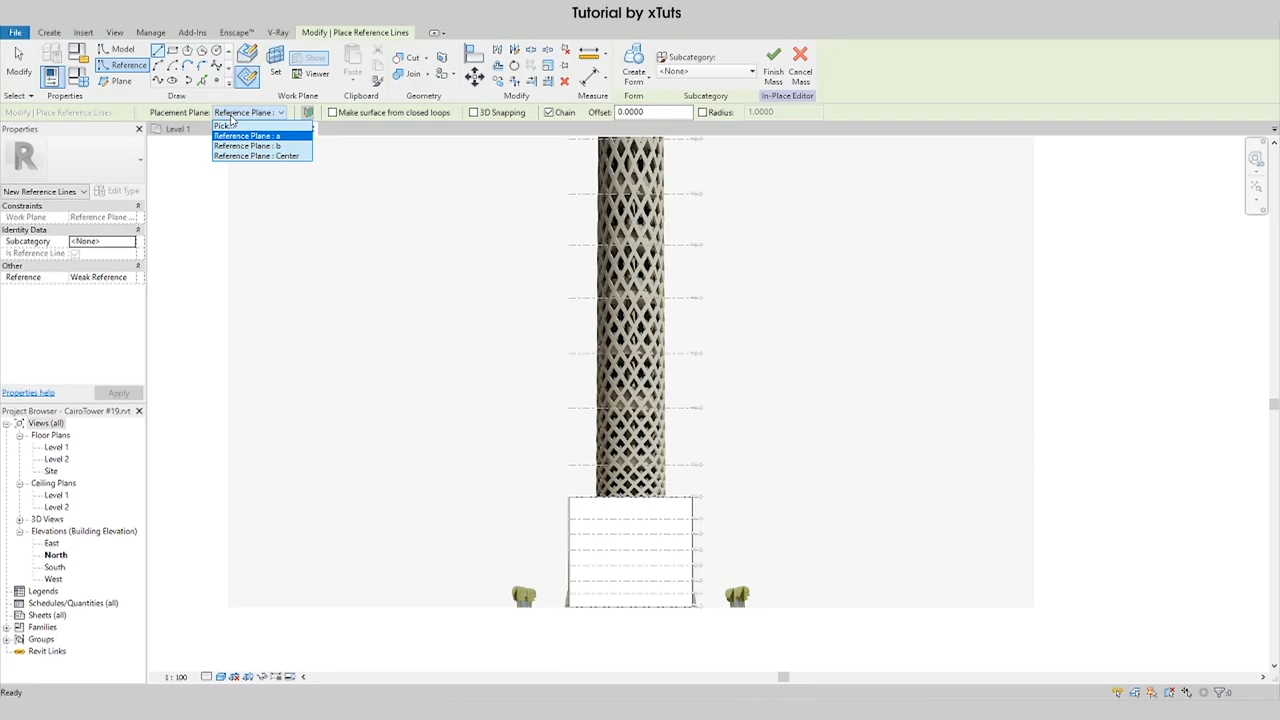 Tutorial by xTuts
File Create Insert View Manage Add-Ins Enscape™ V-Ray Modify | Place Reference Lines
Modify
Model
Reference
Plane
Set
Show
Viewer
Paste
Cut
Join
Create
Form
Subcategory:
<None>
Finish
Mass
Cancel
Mass
Select Properties Draw Work Plane Clipboard Geometry Modify Measure Form Subcategory In-Place Editor
Modify | Place Reference Lines
Placement Plane: Reference Plane : Make surface from closed loops 3D Snapping Chain Offset: 0.0000 Radius: 1.0000
Pick...
Reference Plane : a
Reference Plane : b
Reference Plane : Center
Properties
Level 1
New Reference Lines Edit Type
Constraints
Work Plane Reference Plane ...
Identity Data
Subcategory <None>
Is Reference Line
Other
Reference Weak Reference
Properties help Apply
Project Browser - CairoTower #19.rvt
Views (all)
Floor Plans
Level 1
Level 2
Site
Ceiling Plans
Level 1
Level 2
3D Views
Elevations (Building Elevation)
East
North
South
West
Legends
Schedules/Quantities (all)
Sheets (all)
Families
Groups
Revit Links
1 : 100
Ready
:0